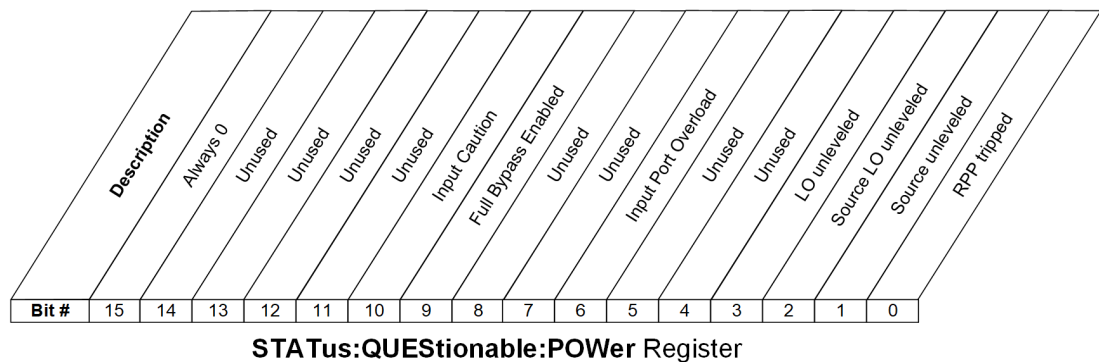 Description
Always 0
Unused
Unused
Unused
Unused
Input Caution
Full Bypass Enabled
Unused
Unused
Input Port Overload
Unused
Unused
LO unleveled
Source LO unleveled
Source unleveled
RPP tripped
Bit # 15 14 13 12 11 10 9 8 7 6 5 4 3 2 1 0
STATus:QUEStionable:POWer Register